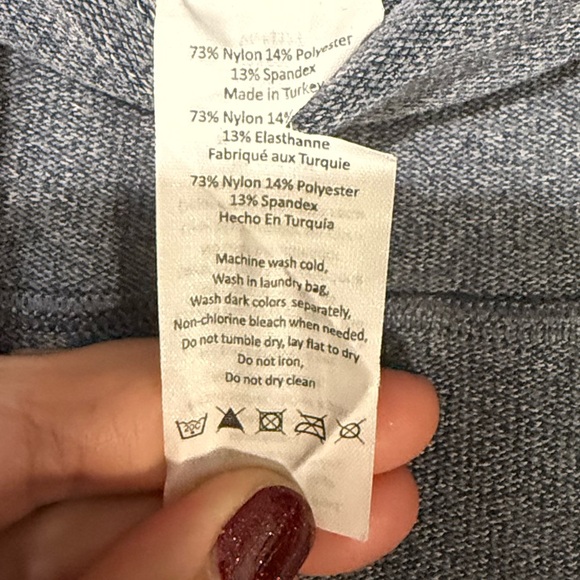 73% Nylon 14% Polyester
13% Spandex
Made in Turkey
73% Nylon 14%
13% Elasthanne
Fabriqué aux Turquie
73% Nylon 14% Polyester
13% Spandex
Hecho En Turquia
Machine wash cold,
Wash in laundry bag,
Wash dark colors separately,
Non-chlorine bleach when needed,
Do not tumble dry, lay flat to dry
Do not iron,
Do not dry clean